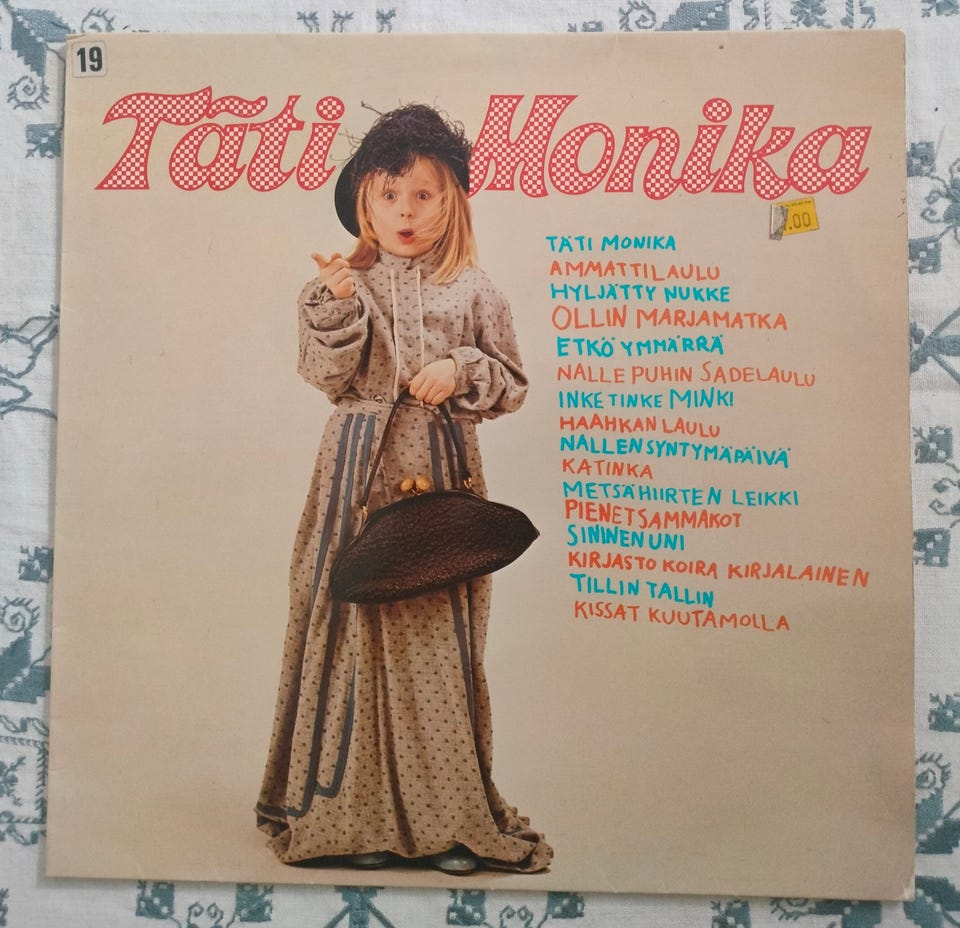 19
Täti Monika
.00
TÄTI MONIKA
AMMATTILAULU
HYLJÄTTY NUKKE
OLLIN MARJAMATKA
ETKÖ YMMÄRRÄ
NALLE PUHIN SADELAULU
INKE TINKE MINKI
HAAHKAN LAULU
NALLEN SYNTYMÄPÄIVÄ
KATINKA
METSÄHIIRTEN LEIKKI
PIENET SAMMAKOT
SININEN UNI
KIRJASTO KOIRA KIRJALAINEN
TILLIN TALLIN
KISSAT KUUTAMOLLA